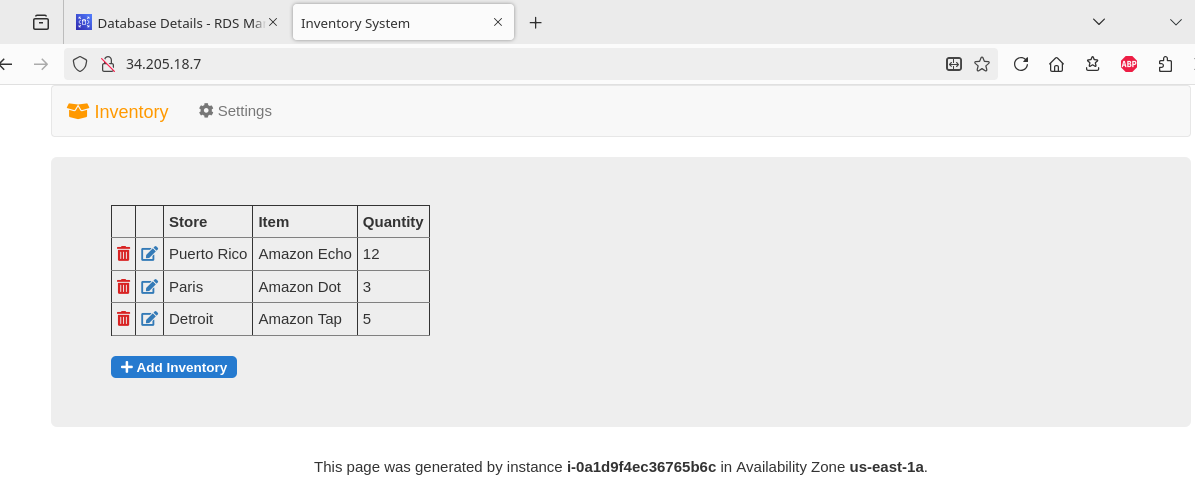 Database Details - RDS Ma
Inventory System
34.205.18.7
ABP
Inventory
Settings
Store Item Quantity
Puerto Rico Amazon Echo 12
Paris Amazon Dot 3
Detroit Amazon Tap 5
Add Inventory
This page was generated by instance i-0a1d9f4ec36765b6c in Availability Zone us-east-1a.